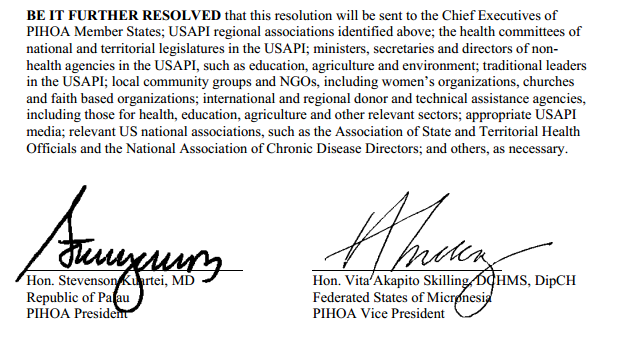 BE IT FURTHER RESOLVED that this resolution will be sent to the Chief Executives of
PIHOA Member States; USAPI regional associations identified above; the health committees of
national and territorial legislatures in the USAPI; ministers, secretaries and directors of non-
health agencies in the USAPI, such as education, agriculture and environment; traditional leaders
in the USAPI; local community groups and NGOs, including women's organizations, churches
and faith based organizations; international and regional donor and technical assistance agencies,
including those for health, education, agriculture and other relevant sectors; appropriate USAPI
media; relevant US national associations, such as the Association of State and Territorial Health
Officials and the National Association of Chronic Disease Directors; and others, as necessary.
Hon. Stevenson Kuartei, MD
Republic of Palau
PIHOA President
Hon. Vita Akapito Skilling, DCHMS, DipCH
Federated States of Micronesia
PIHOA Vice President